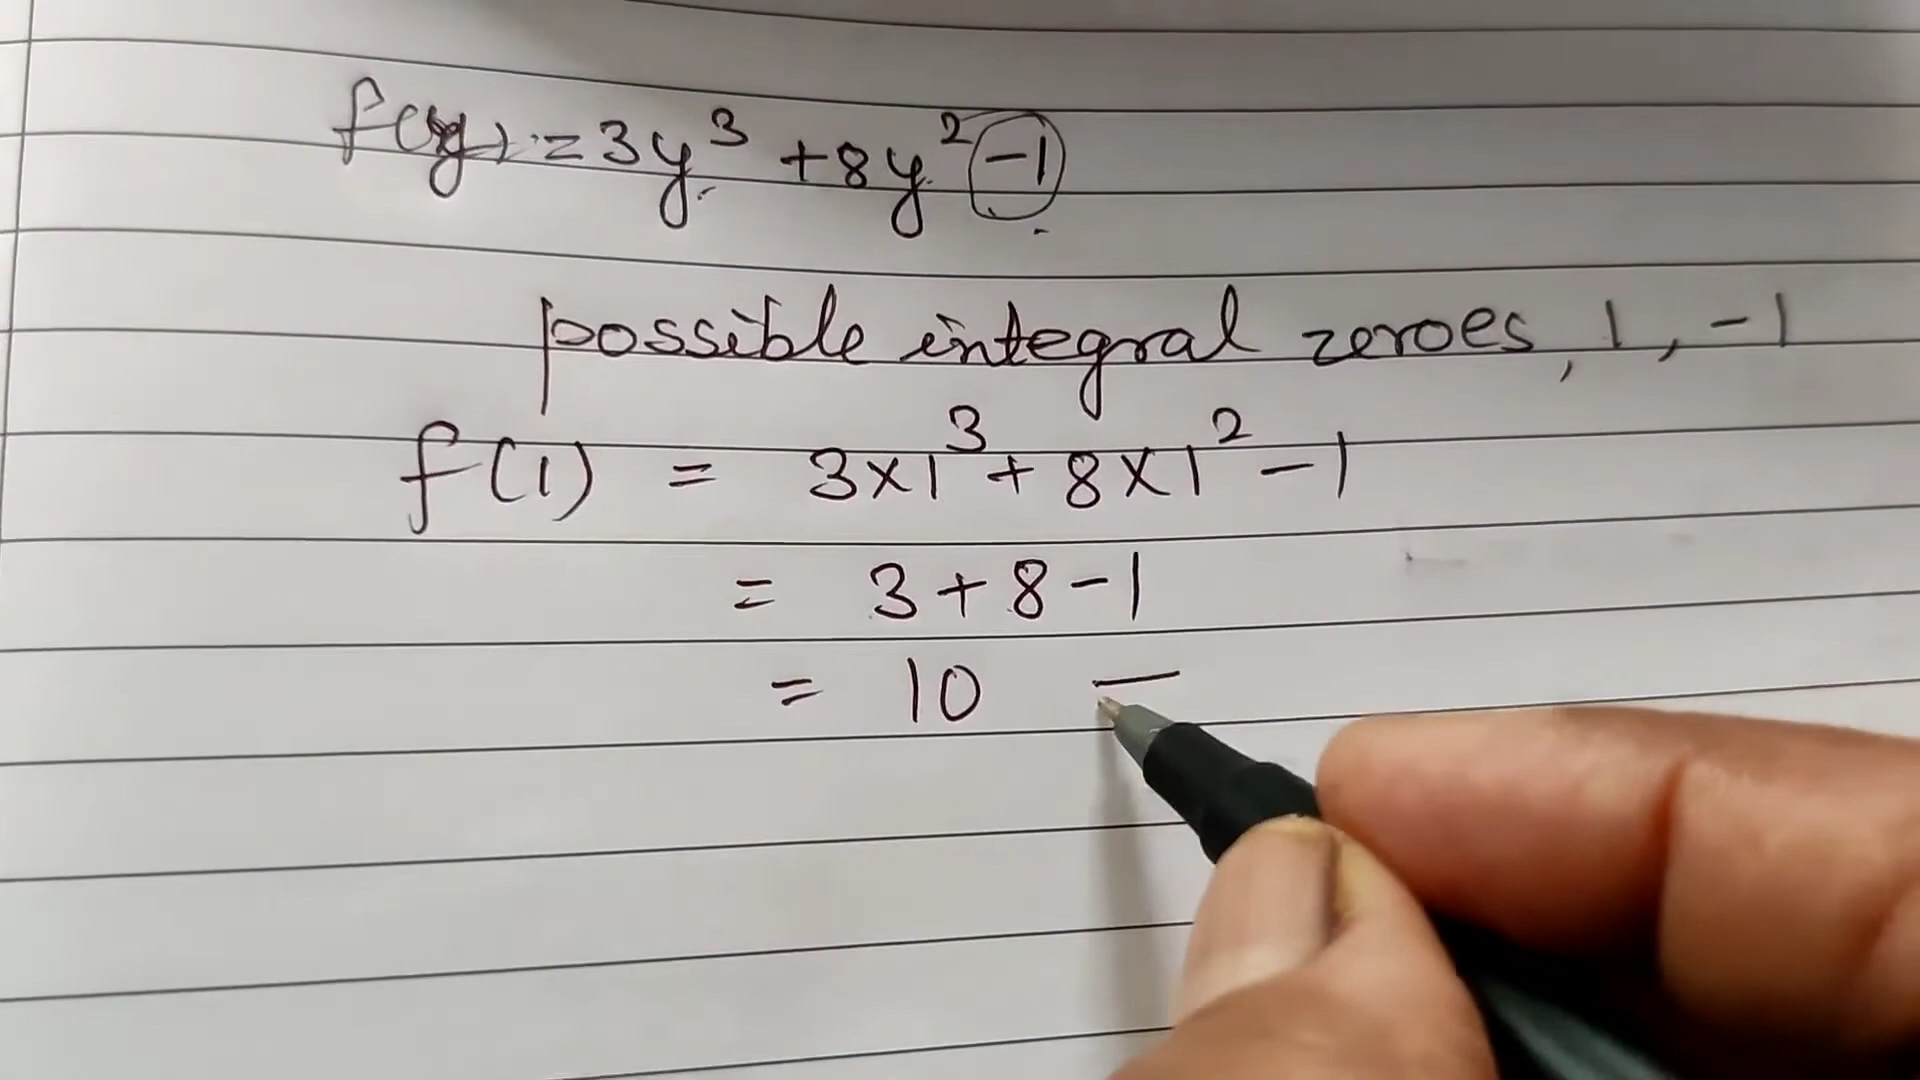 f(y) = 3y³ + 8y² -1
possible integral zeroes, 1, -1
f(1) = 3×1³ + 8×1² - 1
= 3+8-1
= 10 —